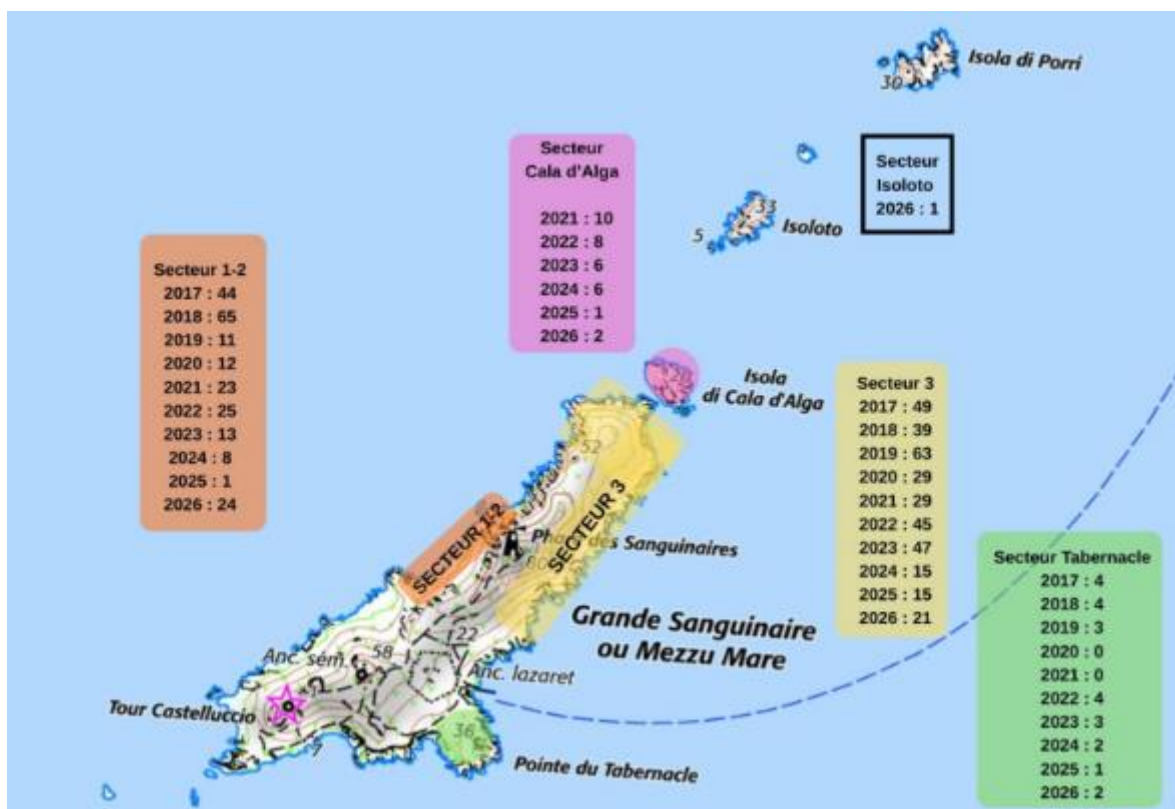 Isola di Porri
30
Secteur
Cala d'Alga
2021 : 10
2022 : 8
2023 : 6
2024 : 6
2025 : 1
2026 : 2
Secteur
Isoloto
2026 : 1
33
5
Isoloto
Secteur 1-2
2017 : 44
2018 : 65
2019 : 11
2020 : 12
2021 : 23
2022 : 25
2023 : 13
2024 : 8
2025 : 1
2026 : 24
Isola
di Cala d'Alga
Secteur 3
2017 : 49
2018 : 39
2019 : 63
2020 : 29
2021 : 29
2022 : 45
2023 : 47
2024 : 15
2025 : 15
2026 : 21
52
SECTEUR 1-2
SECTEUR 3
des Sanguinaires
Grande Sanguinaire
ou Mezzu Mare
22
58
Anc. sém.
Anc. lazaret
Tour Castelluccio
36
Pointe du Tabernacle
Secteur Tabernacle
2017 : 4
2018 : 4
2019 : 3
2020 : 0
2021 : 0
2022 : 4
2023 : 3
2024 : 2
2025 : 1
2026 : 2